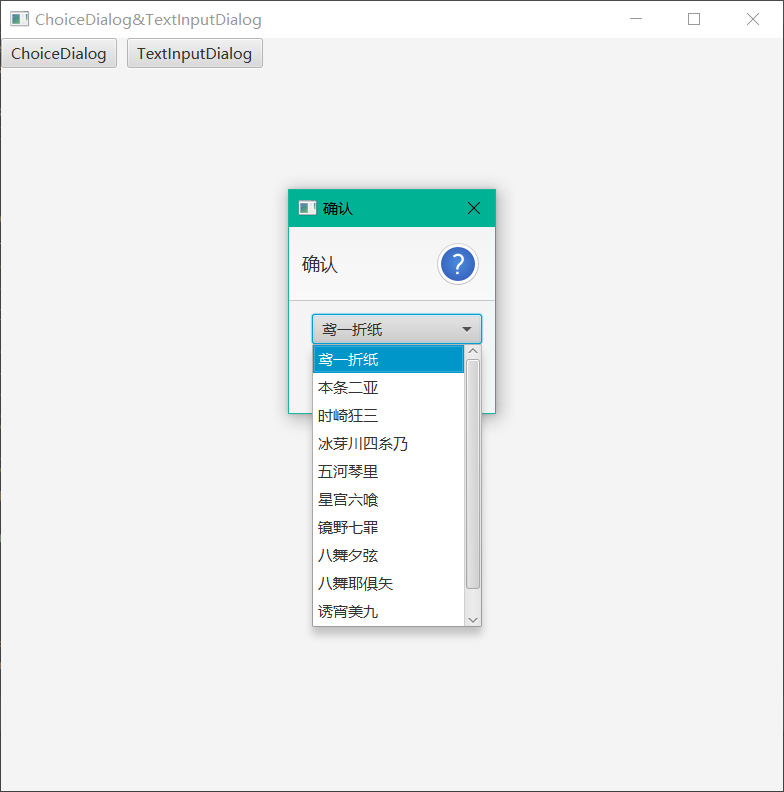 ChoiceDialog&TextInputDialog
ChoiceDialog TextInputDialog
确认
确认
?
鸢一折纸
鸢一折纸
本条二亚
时崎狂三
冰芽川四糸乃
五河琴里
星宫六喰
镜野七罪
八舞夕弦
八舞耶俱矢
诱宵美九